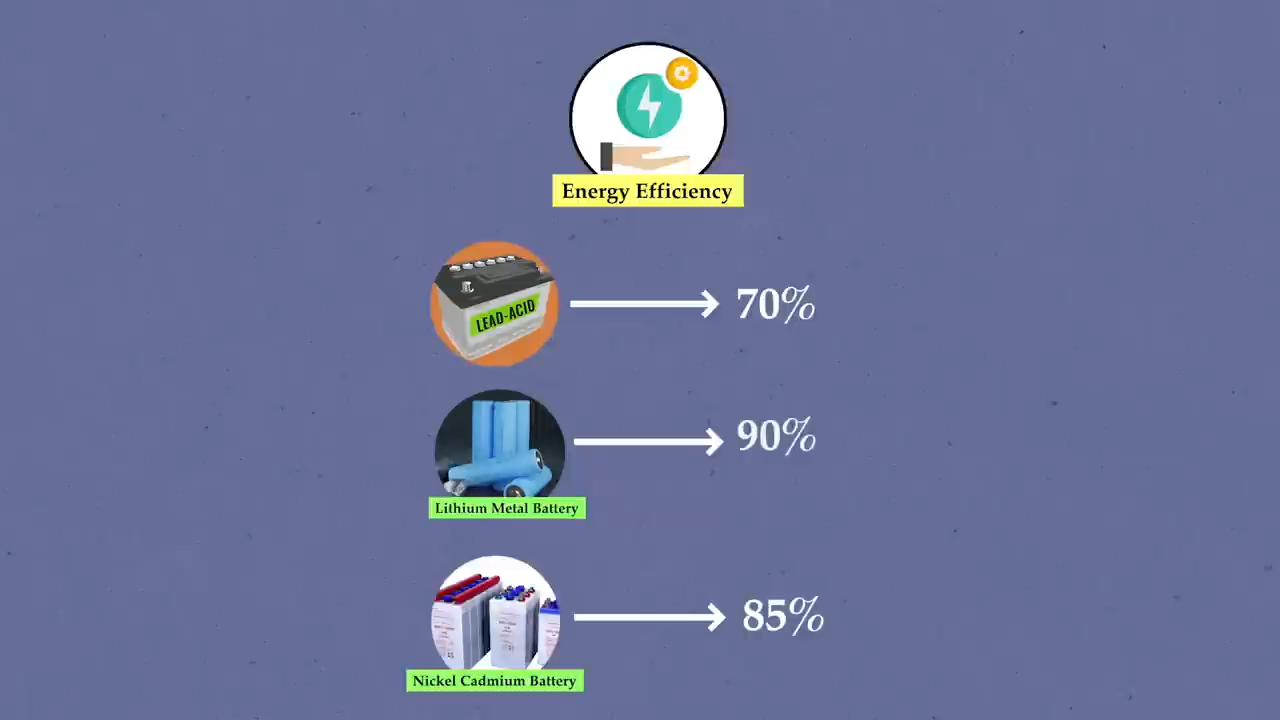 Energy Efficiency
LEAD-ACID
70%
90%
Lithium Metal Battery
85%
Nickel Cadmium Battery